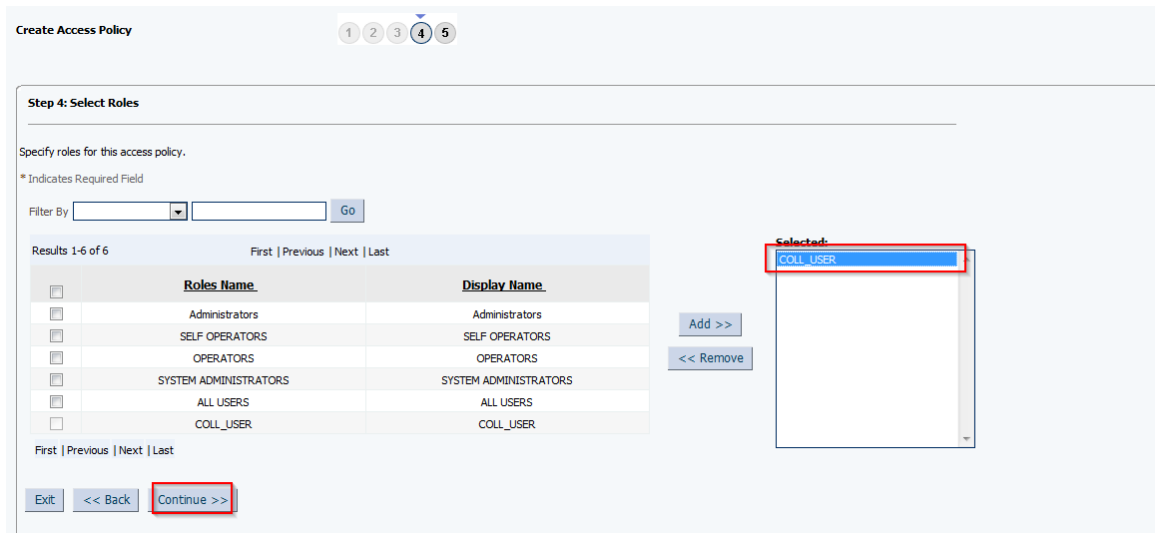 Create Access Policy
1 2 3 4 5
Step 4: Select Roles
Specify roles for this access policy.
* Indicates Required Field
Filter By Go
Results 1-6 of 6 First | Previous | Next | Last
Roles Name Display Name
Administrators Administrators
SELF OPERATORS SELF OPERATORS
OPERATORS OPERATORS
SYSTEM ADMINISTRATORS SYSTEM ADMINISTRATORS
ALL USERS ALL USERS
COLL_USER COLL_USER
First | Previous | Next | Last
Add >>
<< Remove
Selected:
COLL_USER
Exit << Back Continue >>